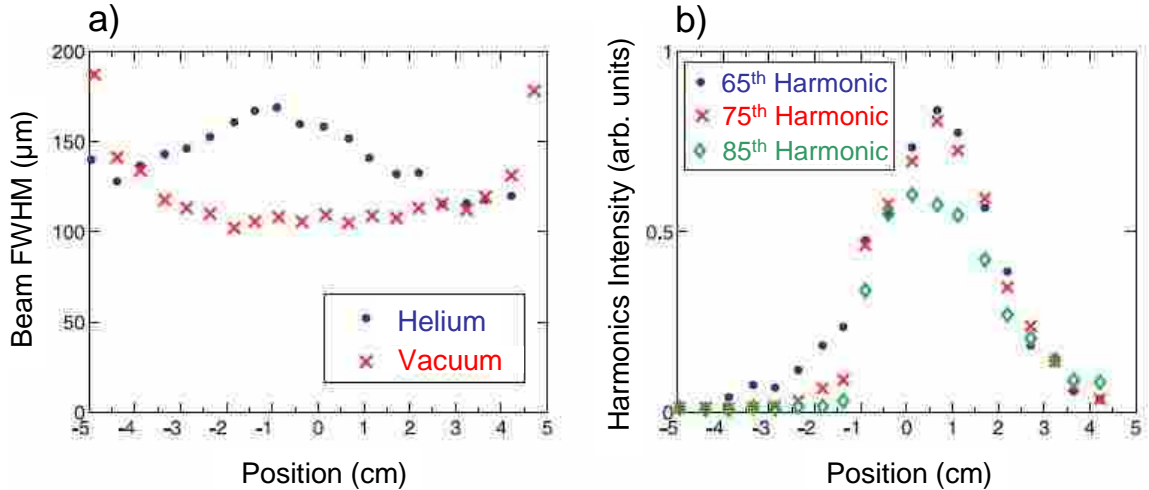 a)
Beam FWHM (µm)
200
150
100
50
0
Helium
Vacuum
-5 -4 -3 -2 -1 0 1 2 3 4 5
Position (cm)
b)
Harmonics Intensity (arb. units)
1
0.5
0
65th Harmonic
75th Harmonic
85th Harmonic
-5 -4 -3 -2 -1 0 1 2 3 4 5
Position (cm)